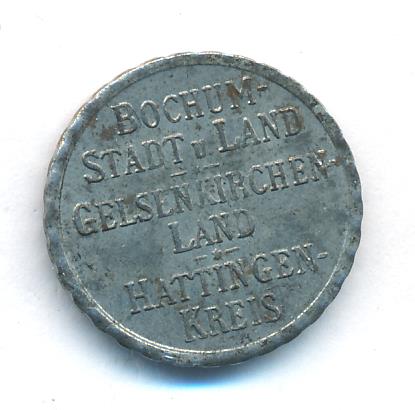 BOCHUM-
STADT U. LAND
GELSENKIRCHEN-
LAND
HATTINGEN-
KREIS